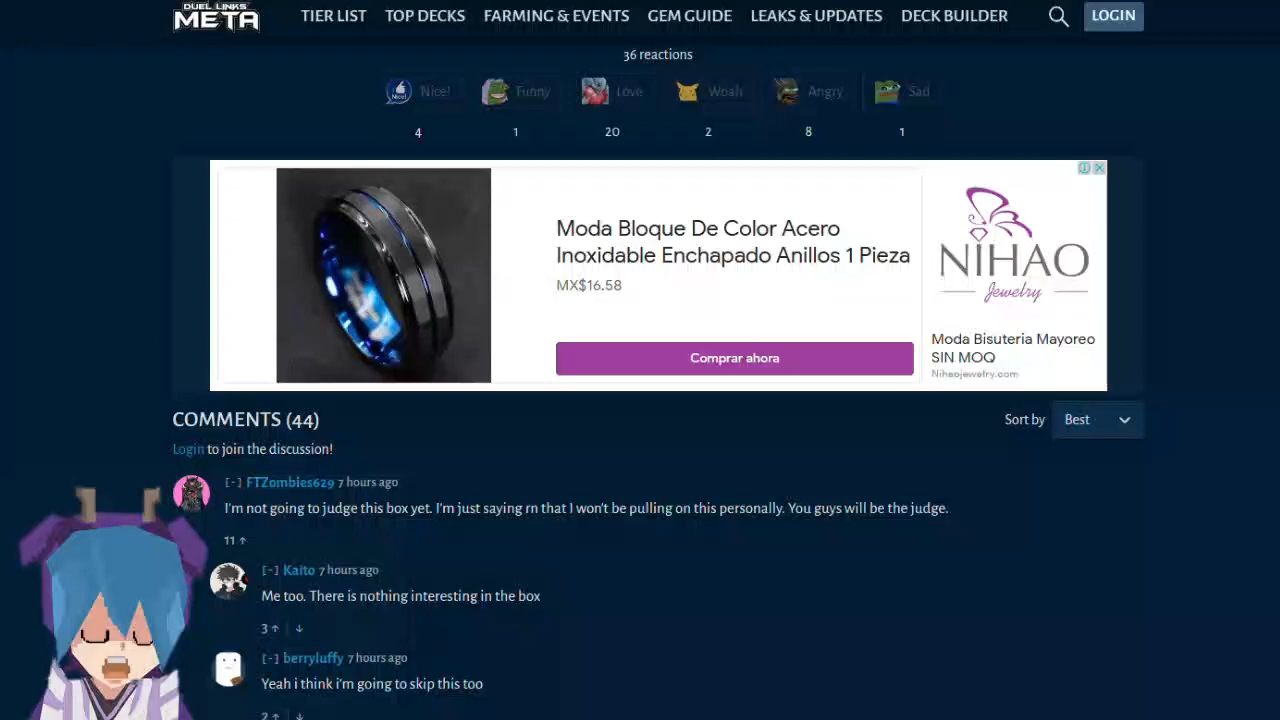 DUEL LINKS
META
TIER LIST TOP DECKS FARMING & EVENTS GEM GUIDE LEAKS & UPDATES DECK BUILDER LOGIN
36 reactions
Nice! Funny Love Woah Angry Sad
4 1 20 2 8 1
Moda Bloque De Color Acero
Inoxidable Enchapado Anillos 1 Pieza
MX$16.58
Comprar ahora
NIHAO
Jewelry
Moda Bisuteria Mayoreo
SIN MOQ
Nihaojewelry.com
COMMENTS (44)
Sort by Best
Login to join the discussion!
[-] FTZombies629 7 hours ago
I'm not going to judge this box yet. I'm just saying rn that I won't be pulling on this personally. You guys will be the judge.
11 ↑
[-] Kaito 7 hours ago
Me too. There is nothing interesting in the box
3 ↑ | ↓
[-] berryluffy 7 hours ago
Yeah i think i'm going to skip this too
2 ↑ | ↓